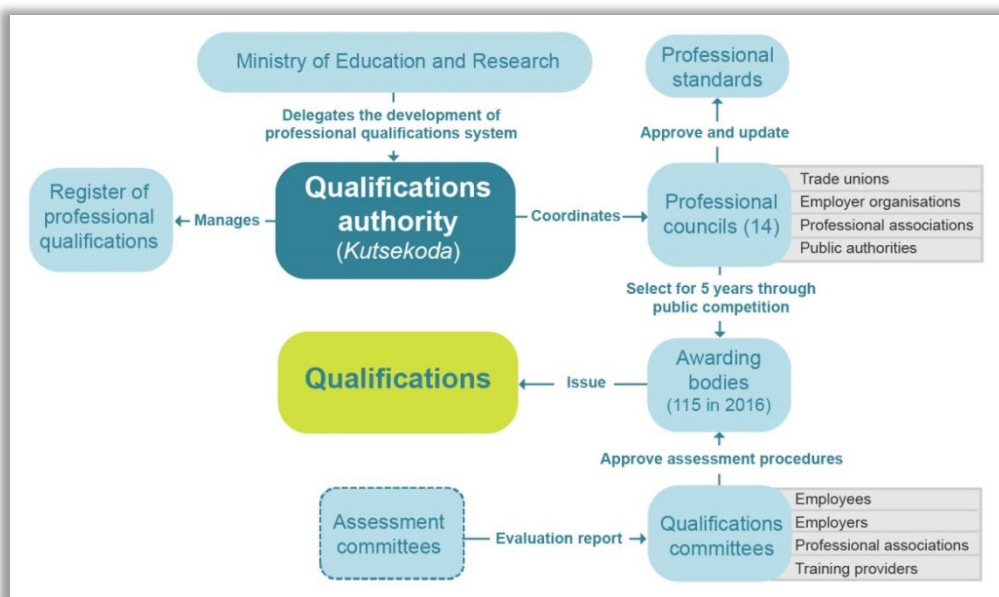 Ministry of Education and Research
Professional
standards
Delegates the development of
professional qualifications system
Approve and update
Register of
professional
qualifications
Manages
Qualifications
authority
(Kutsekoda)
Coordinates
Professional
councils (14)
Trade unions
Employer organisations
Professional associations
Public authorities
Select for 5 years through
public competition
Qualifications
Issue
Awarding
bodies
(115 in 2016)
Approve assessment procedures
Assessment
committees
Evaluation report
Qualifications
committees
Employees
Employers
Professional associations
Training providers